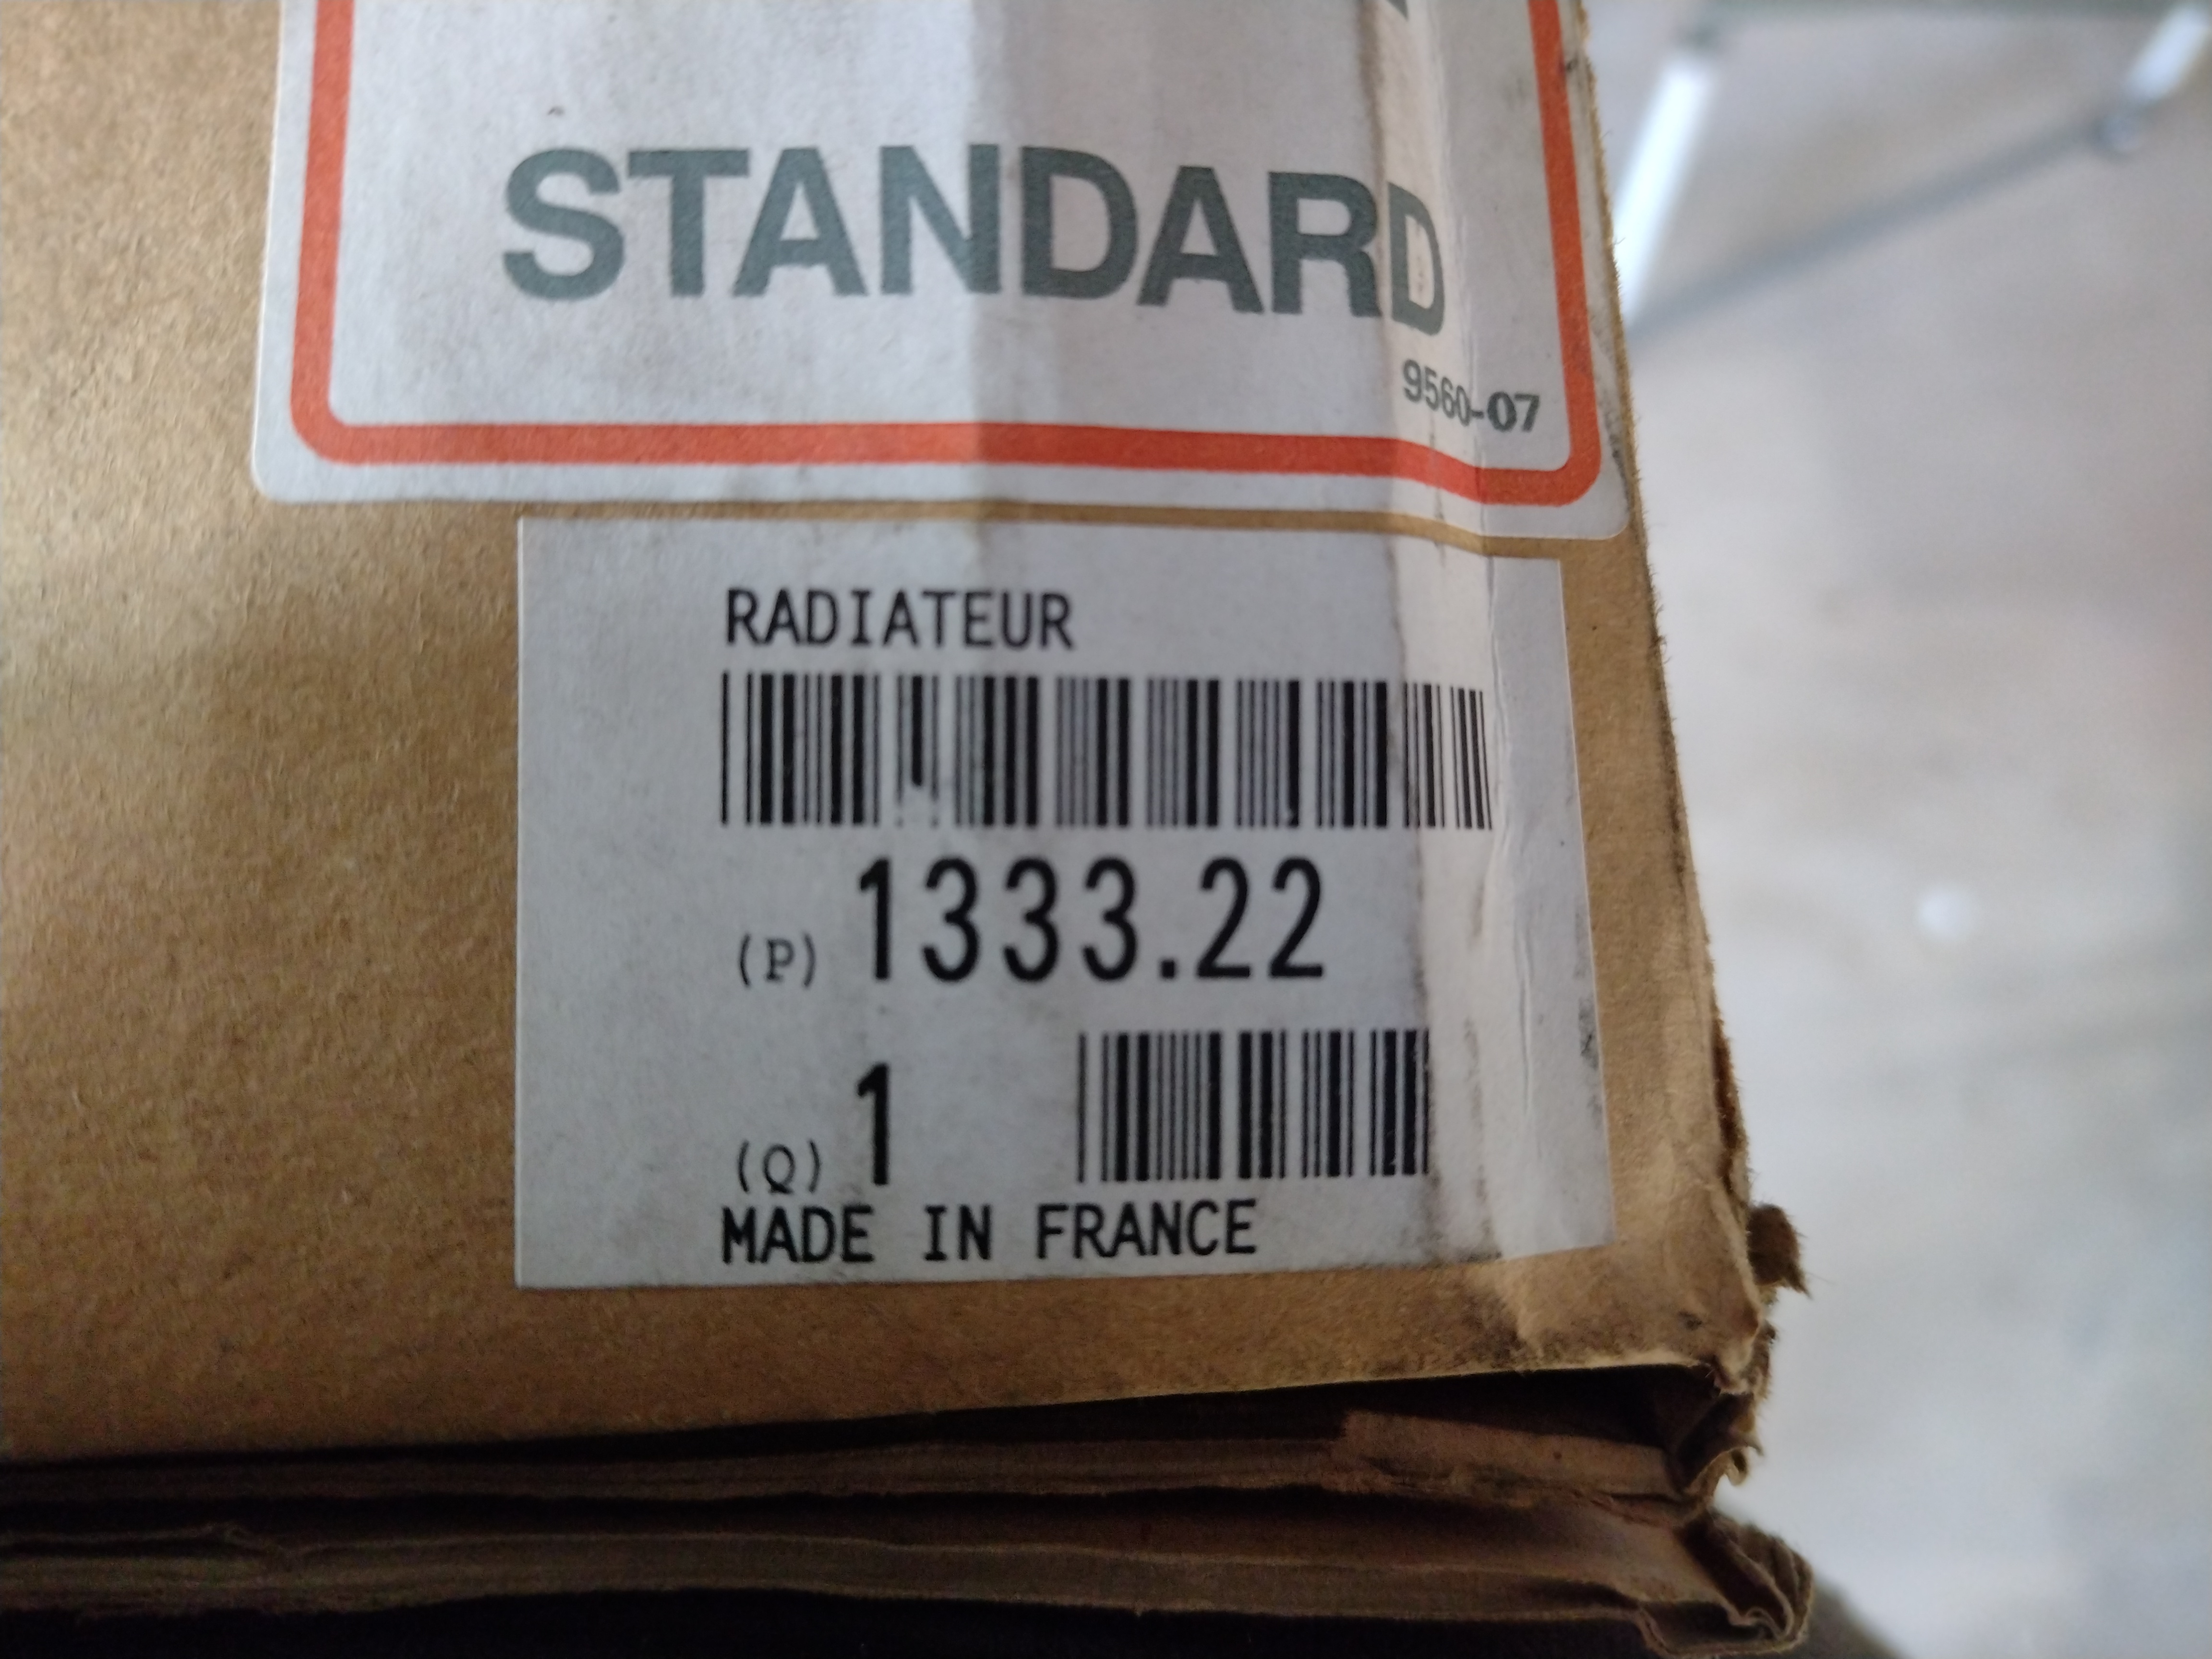 STANDARD
9560-07
RADIATEUR
(P) 1333.22
(Q) 1
MADE IN FRANCE